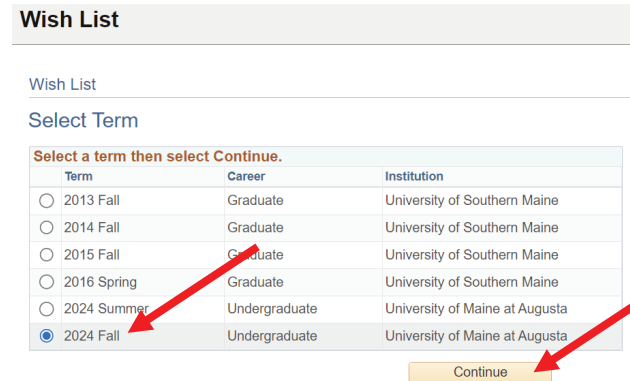 Wish List
Wish List
Select Term
Select a term then select Continue.
Term Career Institution
2013 Fall Graduate University of Southern Maine
2014 Fall Graduate University of Southern Maine
2015 Fall Graduate University of Southern Maine
2016 Spring Graduate University of Southern Maine
2024 Summer Undergraduate University of Maine at Augusta
2024 Fall Undergraduate University of Maine at Augusta
Continue